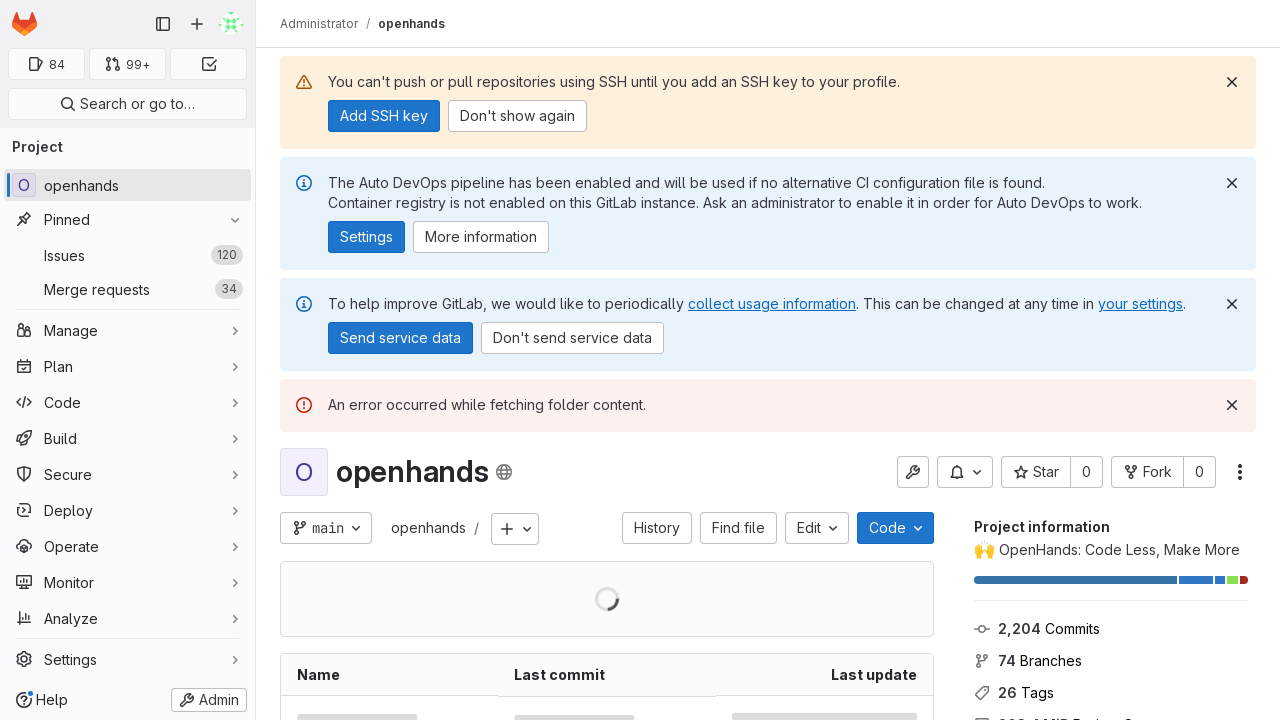 Administrator / openhands
84
99+
Search or go to…
Project
O openhands
Pinned
Issues 120
Merge requests 34
Manage
Plan
Code
Build
Secure
Deploy
Operate
Monitor
Analyze
Settings
Help
Admin
You can't push or pull repositories using SSH until you add an SSH key to your profile.
Add SSH key Don't show again
The Auto DevOps pipeline has been enabled and will be used if no alternative CI configuration file is found.
Container registry is not enabled on this GitLab instance. Ask an administrator to enable it in order for Auto DevOps to work.
Settings More information
To help improve GitLab, we would like to periodically collect usage information. This can be changed at any time in your settings.
Send service data Don't send service data
An error occurred while fetching folder content.
O openhands
Star 0 Fork 0
main openhands / History Find file Edit Code
Name Last commit Last update
Project information
🙌 OpenHands: Code Less, Make More
2,204 Commits
74 Branches
26 Tags